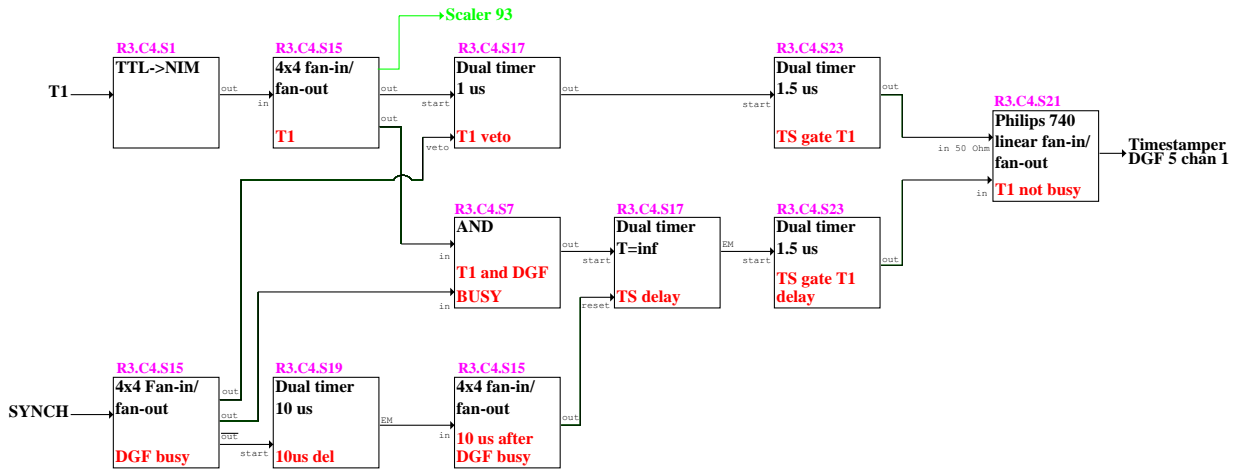 Scaler 93
R3.C4.S1
TTL->NIM
T1
out
R3.C4.S15
4x4 fan-in/
fan-out
T1
in
out
out
R3.C4.S17
Dual timer
1 us
T1 veto
start
veto
out
R3.C4.S23
Dual timer
1.5 us
TS gate T1
start
out
R3.C4.S21
Philips 740
linear fan-in/
fan-out
T1 not busy
in 50 Ohm
in
Timestamper
DGF 5 chan 1
R3.C4.S7
AND
T1 and DGF
BUSY
in
in
out
R3.C4.S17
Dual timer
T=inf
TS delay
start
reset
EM
R3.C4.S23
Dual timer
1.5 us
TS gate T1
delay
start
out
SYNCH
R3.C4.S15
4x4 Fan-in/
fan-out
DGF busy
out
out
out
R3.C4.S19
Dual timer
10 us
10us del
start
EM
R3.C4.S15
4x4 fan-in/
fan-out
10 us after
DGF busy
in
out